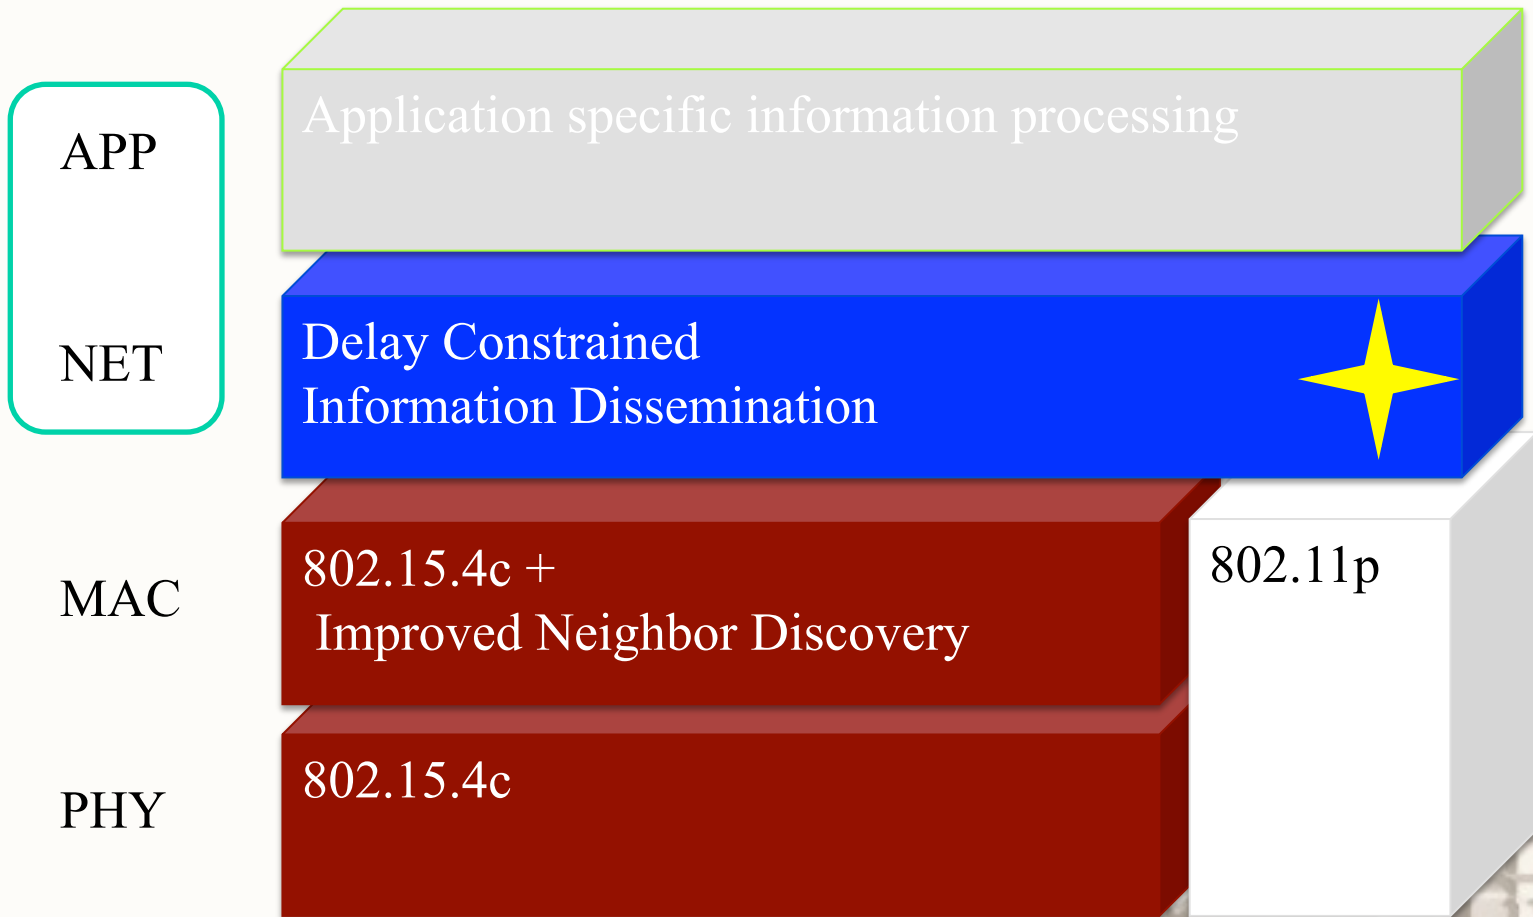 APP
Application specific information processing
NET
Delay Constrained
Information Dissemination
MAC
802.15.4c +
Improved Neighbor Discovery
802.11p
PHY
802.15.4c